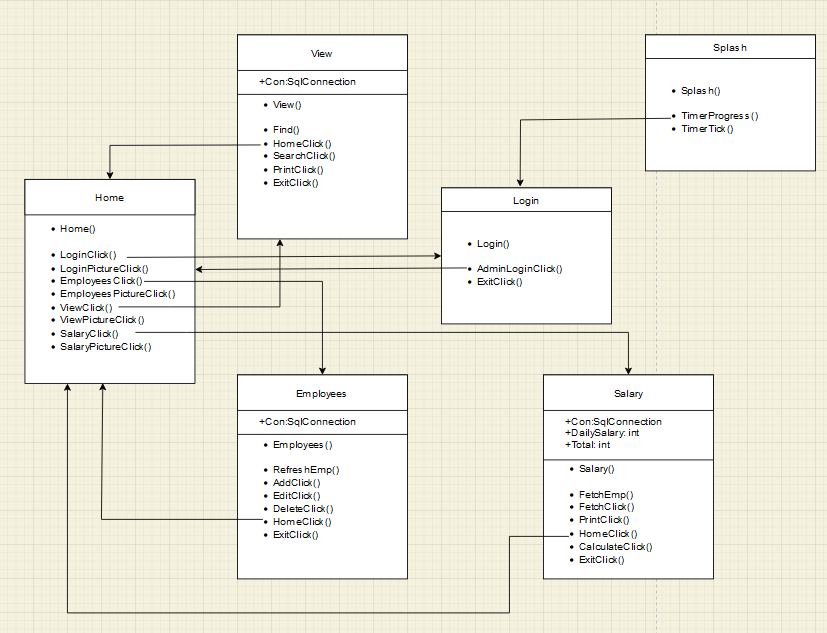 View
+Con:SqlConnection
• View()
• Find()
• HomeClick()
• SearchClick()
• PrintClick()
• ExitClick()
Splash
• Splash()
• TimerProgress()
• TimerTick()
Home
• Home()
• LoginClick()
• LoginPictureClick()
• EmployeesClick()
• EmployeesPictureClick()
• ViewClick()
• ViewPictureClick()
• SalaryClick()
• SalaryPictureClick()
Login
• Login()
• AdminLoginClick()
• ExitClick()
Employees
+Con:SqlConnection
• Employees()
• RefreshEmp()
• AddClick()
• EditClick()
• DeleteClick()
• HomeClick()
• ExitClick()
Salary
+Con:SqlConnection
+DailySalary: int
+Total: int
• Salary()
• FetchEmp()
• FetchClick()
• PrintClick()
• HomeClick()
• CalculateClick()
• ExitClick()